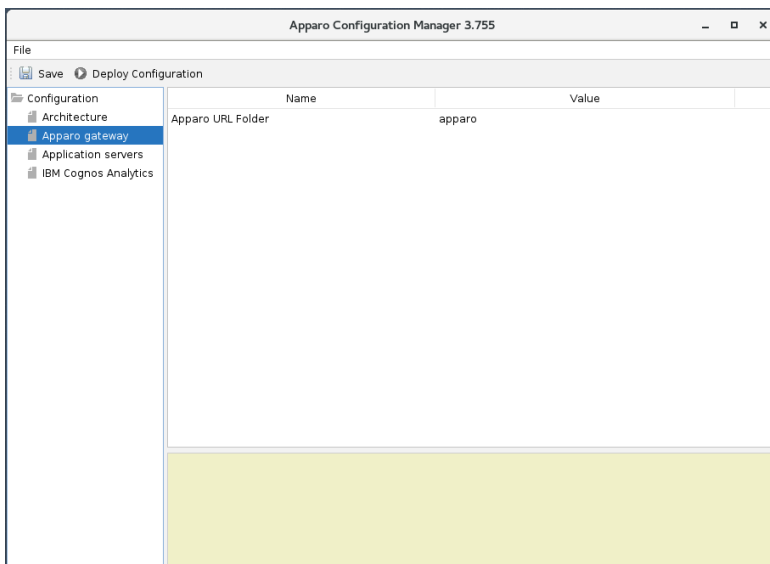 Apparo Configuration Manager 3.755
File
Save Deploy Configuration
Configuration
Architecture
Apparo gateway
Application servers
IBM Cognos Analytics
Name Value
Apparo URL Folder apparo